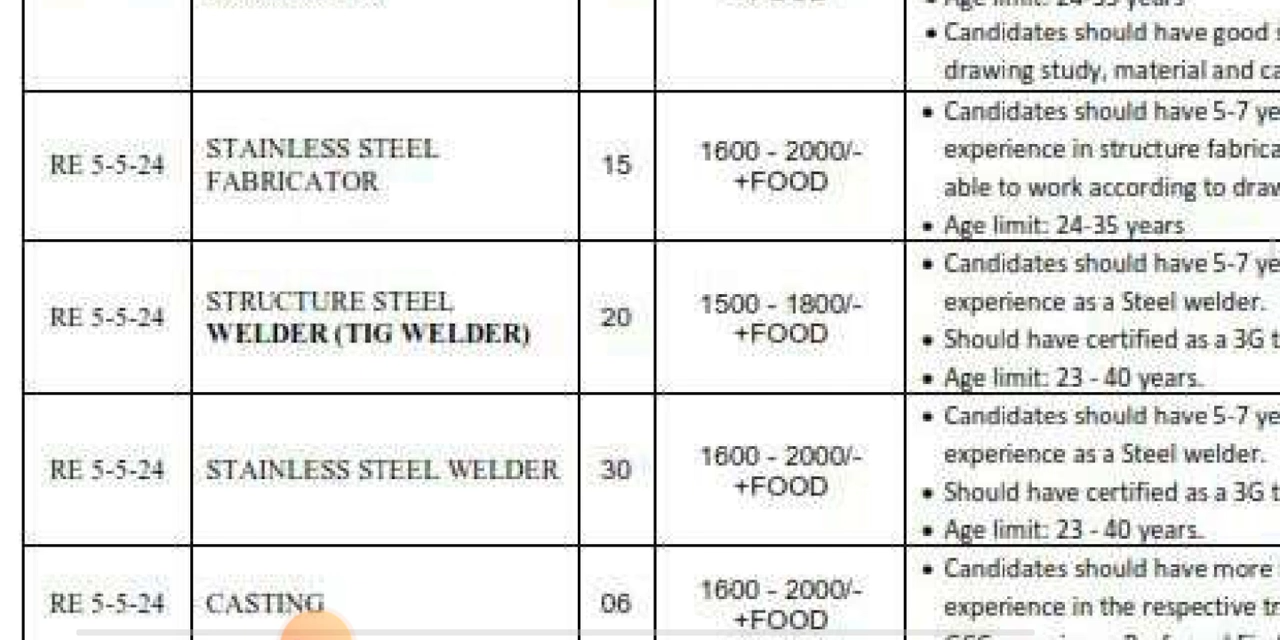 Age limit: 24-35 years
• Candidates should have good
drawing study, material and
RE 5-5-24
STAINLESS STEEL
FABRICATOR
15
1600 - 2000/-
+FOOD
• Candidates should have 5-7
experience in structure
able to work according to
• Age limit: 24-35 years
RE 5-5-24
STRUCTURE STEEL
WELDER (TIG WELDER)
20
1500 - 1800/-
+FOOD
• Candidates should have 5-7
experience as a Steel welder.
• Should have certified as a 3G
• Age limit: 23 - 40 years.
RE 5-5-24
STAINLESS STEEL WELDER
30
1600 - 2000/-
+FOOD
• Candidates should have 5-7
experience as a Steel welder.
• Should have certified as a 3G
• Age limit: 23 - 40 years.
RE 5-5-24
CASTING
06
1600 - 2000/-
+FOOD
• Candidates should have more
experience in the respective